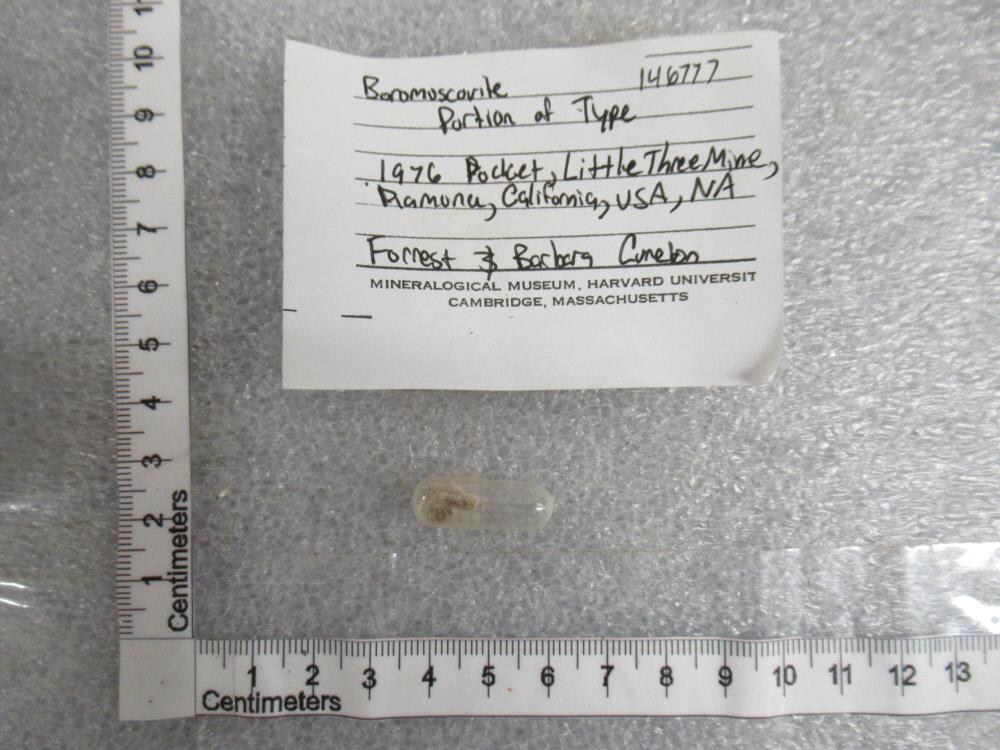 Boromuscovite 146777
Portion of Type
1976 Pocket, Little Three Mine,
Ramona, California, USA, NA
Forrest & Barbara Cureton
MINERALOGICAL MUSEUM, HARVARD UNIVERSIT
CAMBRIDGE, MASSACHUSETTS
10
9
8
7
6
5
4
3
2
1
Centimeters
1 2 3 4 5 6 7 8 9 10 11 12 13
Centimeters